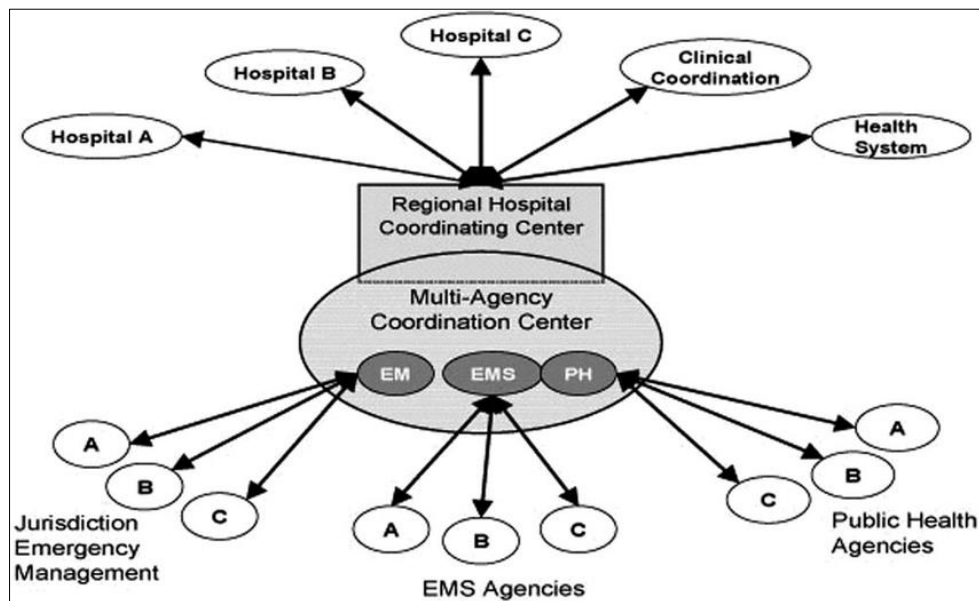 Hospital C
Hospital B
Clinical
Coordination
Hospital A
Health
System
Regional Hospital
Coordinating Center
Multi-Agency
Coordination Center
EM
EMS
PH
A
B
C
Jurisdiction
Emergency
Management
A
B
C
EMS Agencies
A
B
C
Public Health
Agencies